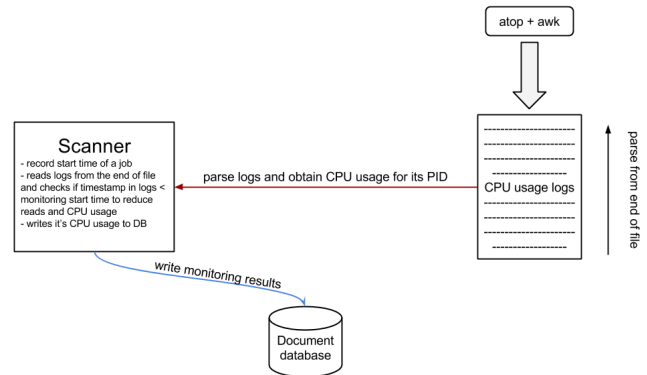 atop + awk
Scanner
- record start time of a job
- reads logs from the end of file
and checks if timestamp in logs <
monitoring start time to reduce
reads and CPU usage
- writes it's CPU usage to DB
parse logs and obtain CPU usage for its PID
CPU usage logs
parse from end of file
write monitoring results
Document
database